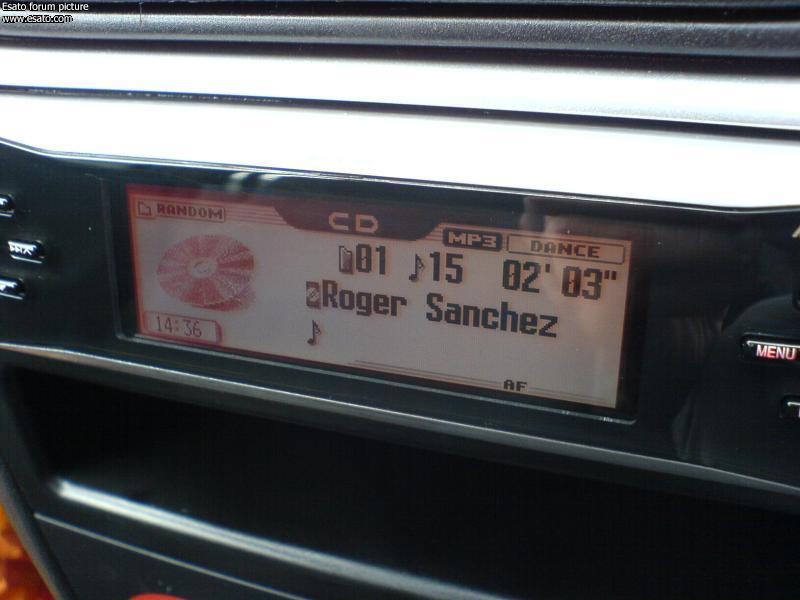 Esato forum picture
www.esato.com
RANDOM
CD
MP3 DANCE
01 15 02' 03"
Roger Sanchez
14:36
AF
MENU